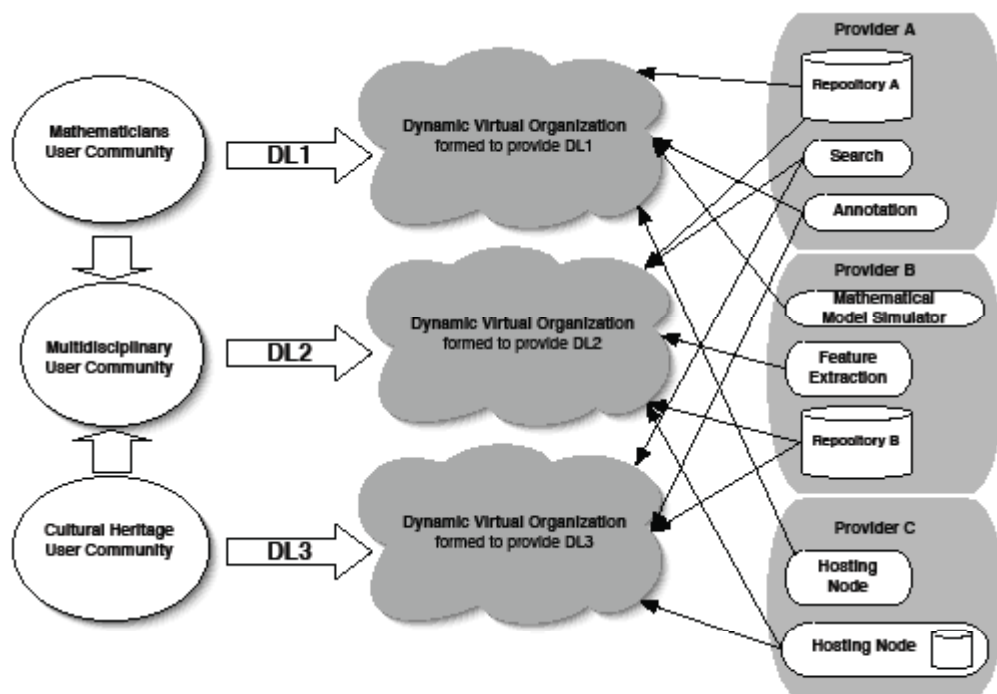 Mathematicians
User Community
DL1
Dynamic Virtual Organization
formed to provide DL1
Multidisciplinary
User Community
DL2
Dynamic Virtual Organization
formed to provide DL2
Cultural Heritage
User Community
DL3
Dynamic Virtual Organization
formed to provide DL3
Provider A
Repository A
Search
Annotation
Provider B
Mathematical
Model Simulator
Feature
Extraction
Repository B
Provider C
Hosting
Node
Hosting Node